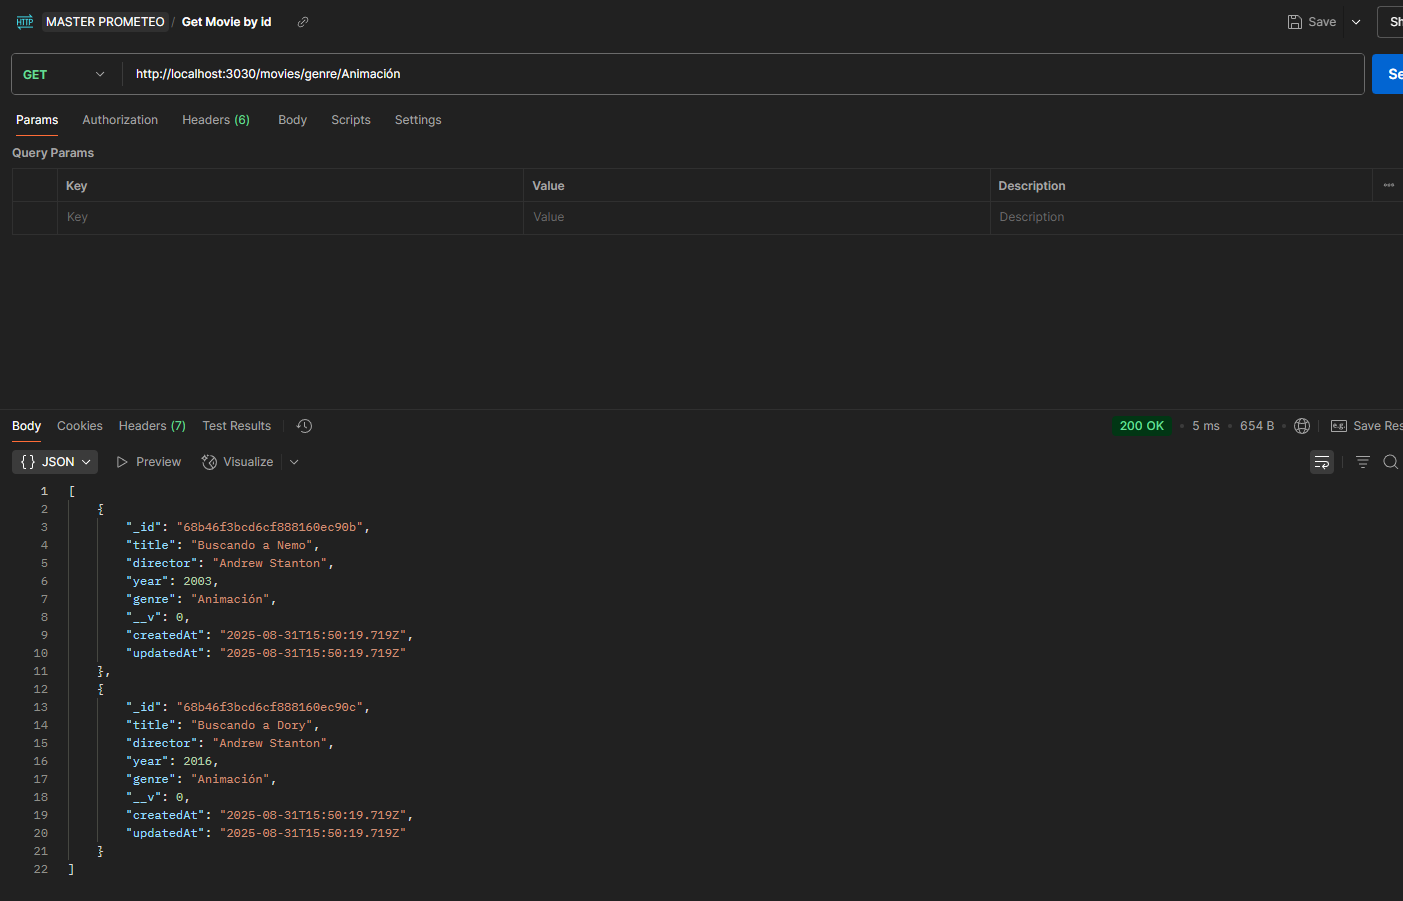 HTTP MASTER PROMETEO / Get Movie by id Save Sh
GET http://localhost:3030/movies/genre/Animación Se
Params Authorization Headers (6) Body Scripts Settings
Query Params
Key Value Description
Key Value Description
Body Cookies Headers (7) Test Results 200 OK 5 ms 654 B e.g. Save Res
{} JSON Preview Visualize
1 [
2 {
3 "_id": "68b46f3bcd6cf888160ec90b",
4 "title": "Buscando a Nemo",
5 "director": "Andrew Stanton",
6 "year": 2003,
7 "genre": "Animación",
8 "__v": 0,
9 "createdAt": "2025-08-31T15:50:19.719Z",
10 "updatedAt": "2025-08-31T15:50:19.719Z"
11 },
12 {
13 "_id": "68b46f3bcd6cf888160ec90c",
14 "title": "Buscando a Dory",
15 "director": "Andrew Stanton",
16 "year": 2016,
17 "genre": "Animación",
18 "__v": 0,
19 "createdAt": "2025-08-31T15:50:19.719Z",
20 "updatedAt": "2025-08-31T15:50:19.719Z"
21 }
22 ]